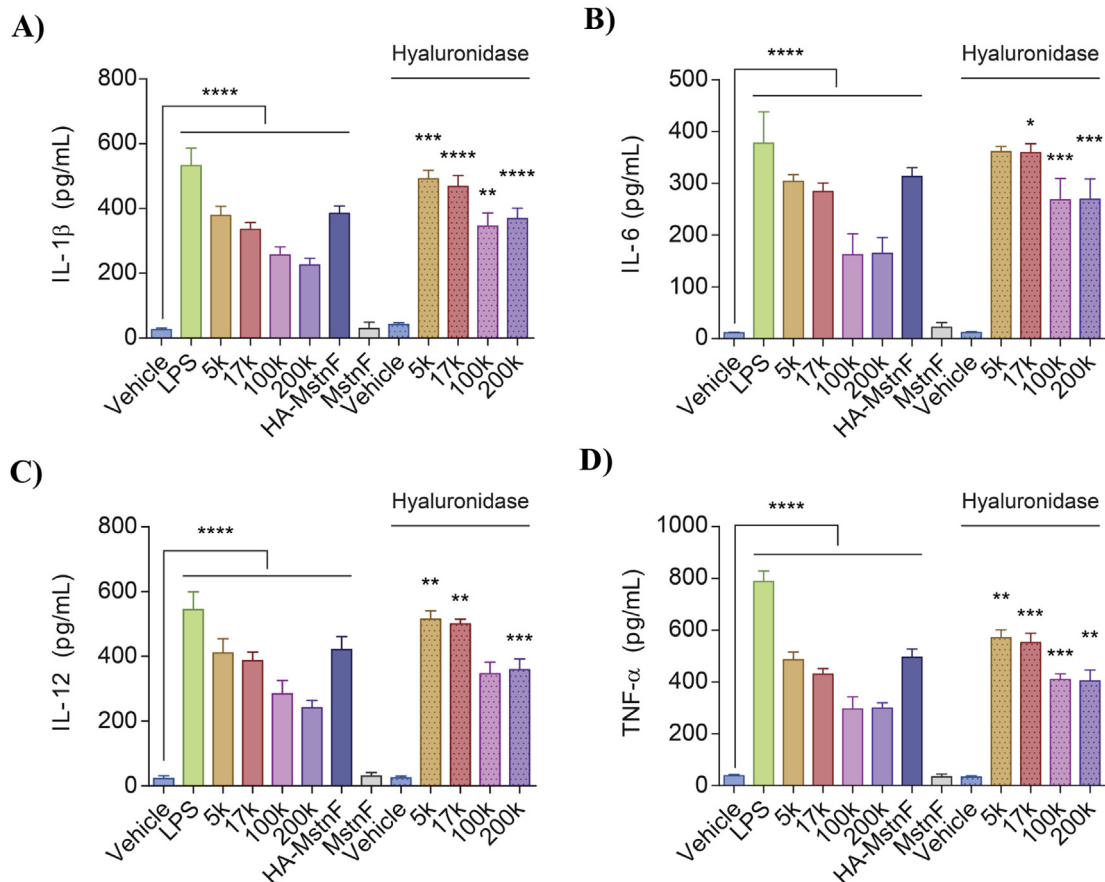 A)
Hyaluronidase
****
IL-1β (pg/mL)
800
600
400
200
0
***
****
**
****
Vehicle
LPS
5k
17k
100k
200k
HA-MstnF
MstnF
Vehicle
5k
17k
100k
200k
B)
Hyaluronidase
****
IL-6 (pg/mL)
500
400
300
200
100
0
*
***
***
Vehicle
LPS
5k
17k
100k
200k
HA-MstnF
MstnF
Vehicle
5k
17k
100k
200k
C)
Hyaluronidase
****
IL-12 (pg/mL)
800
600
400
200
0
**
**
***
Vehicle
LPS
5k
17k
100k
200k
HA-MstnF
MstnF
Vehicle
5k
17k
100k
200k
D)
Hyaluronidase
****
TNF-α (pg/mL)
1000
800
600
400
200
0
**
***
***
**
Vehicle
LPS
5k
17k
100k
200k
HA-MstnF
MstnF
Vehicle
5k
17k
100k
200k